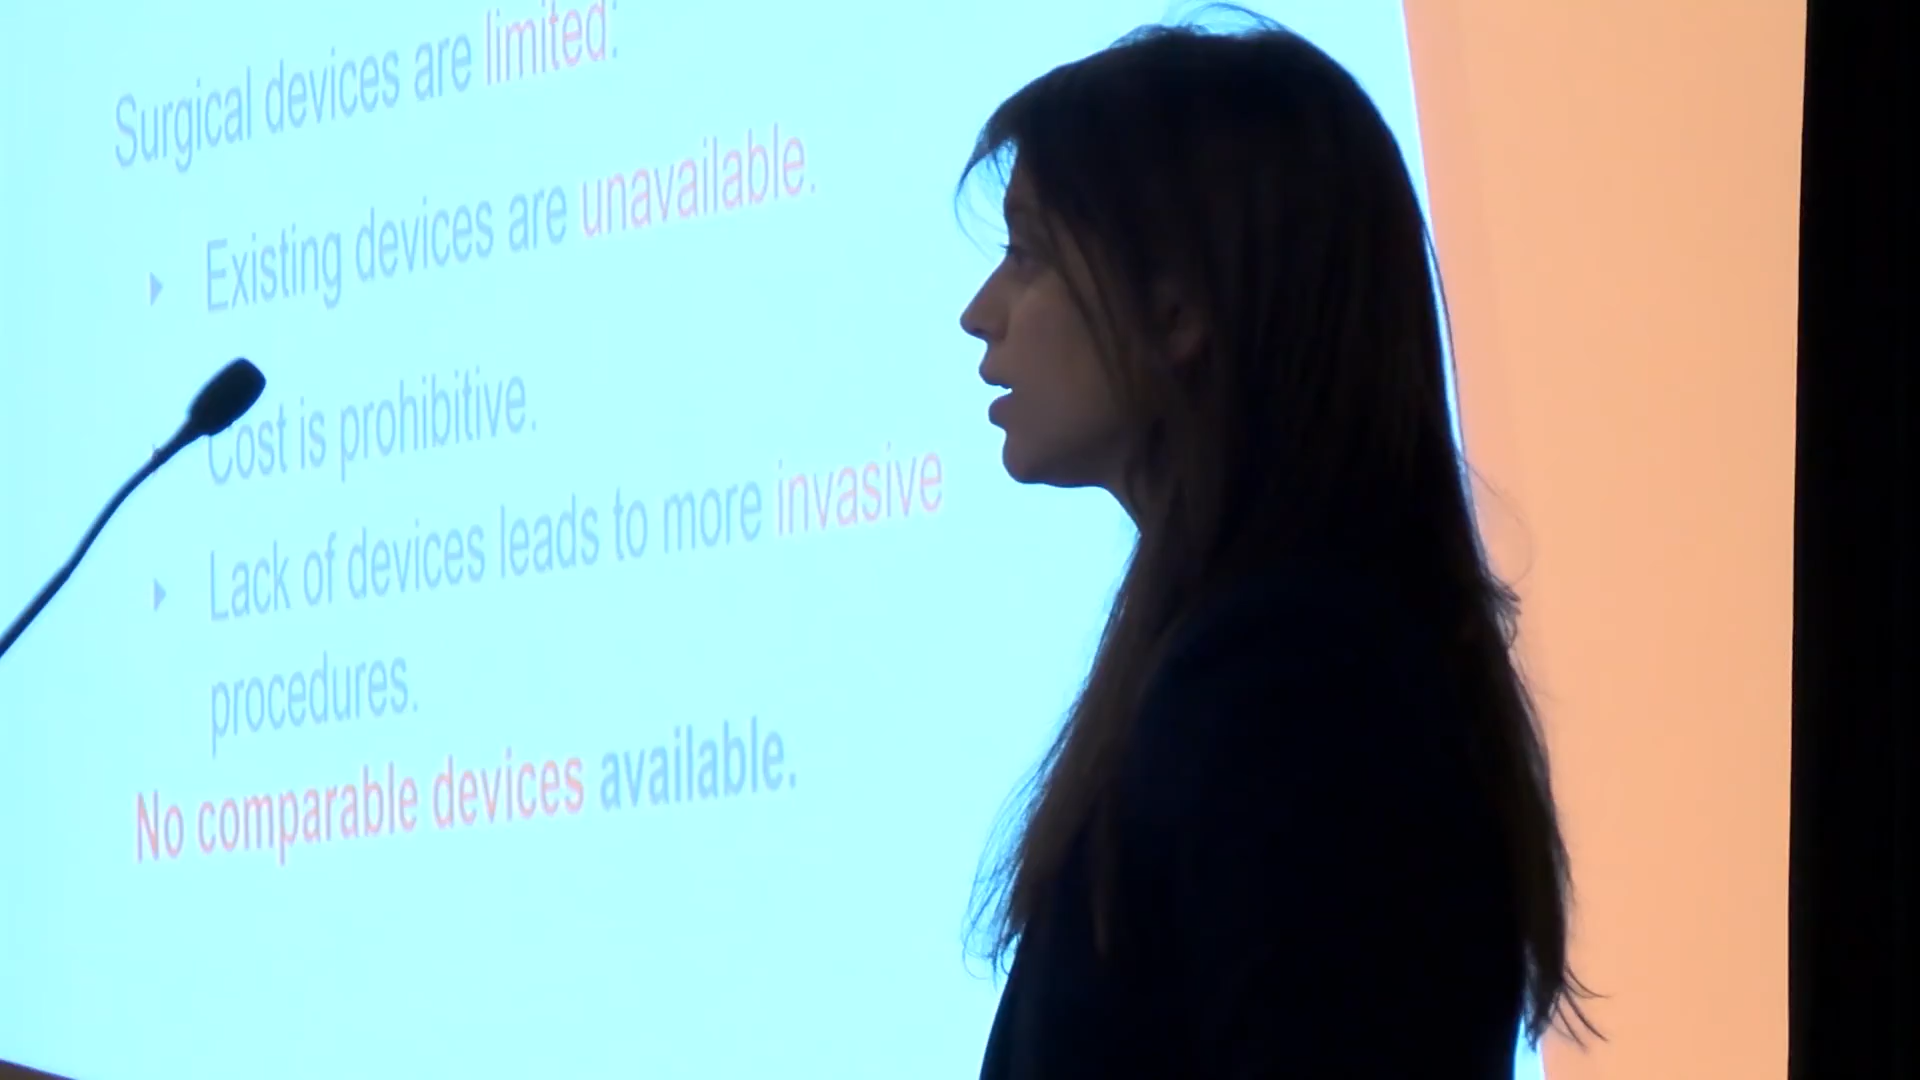 Surgical devices are limited:
Existing devices are unavailable.
Cost is prohibitive.
Lack of devices leads to more invasive
procedures.
No comparable devices available.